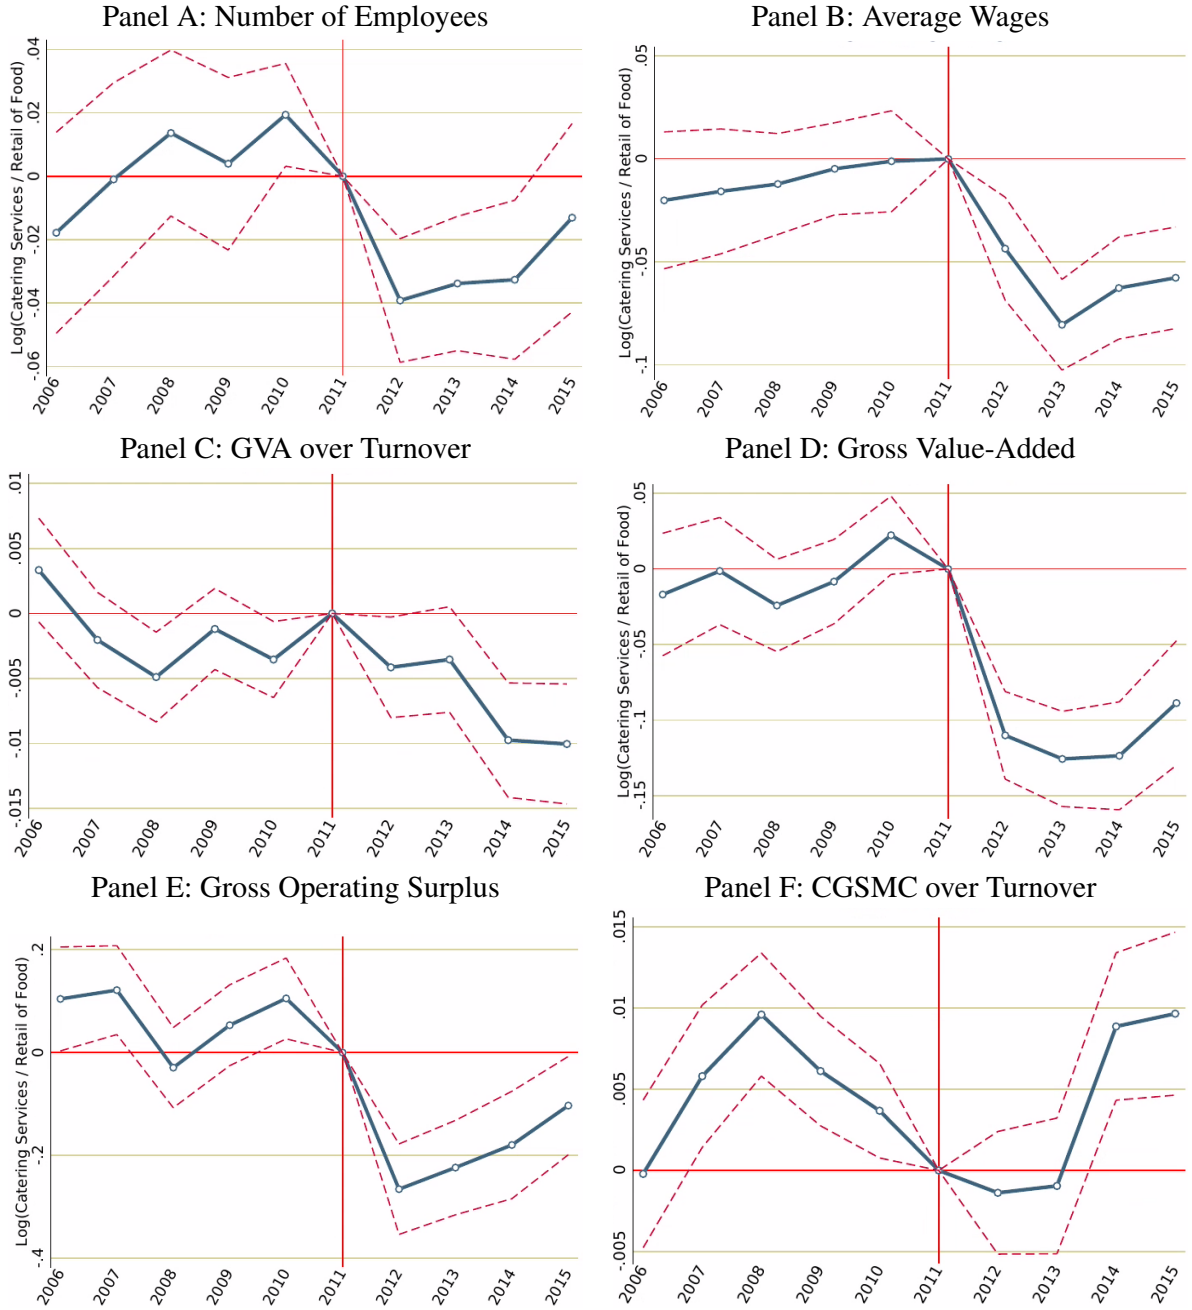 Panel A: Number of Employees
Log(Catering Services / Retail of Food)
.04
.02
0
-.02
-.04
-.06
2006 2007 2008 2009 2010 2011 2012 2013 2014 2015
Panel B: Average Wages
Log(Catering Services / Retail of Food)
.05
0
-.05
-.1
2006 2007 2008 2009 2010 2011 2012 2013 2014 2015
Panel C: GVA over Turnover
.01
.005
0
-.005
-.01
-.015
2006 2007 2008 2009 2010 2011 2012 2013 2014 2015
Panel D: Gross Value-Added
Log(Catering Services / Retail of Food)
.05
0
-.05
-.1
-.15
2006 2007 2008 2009 2010 2011 2012 2013 2014 2015
Panel E: Gross Operating Surplus
Log(Catering Services / Retail of Food)
.2
0
-.2
-.4
2006 2007 2008 2009 2010 2011 2012 2013 2014 2015
Panel F: CGSMC over Turnover
.015
.01
.005
0
-.005
2006 2007 2008 2009 2010 2011 2012 2013 2014 2015